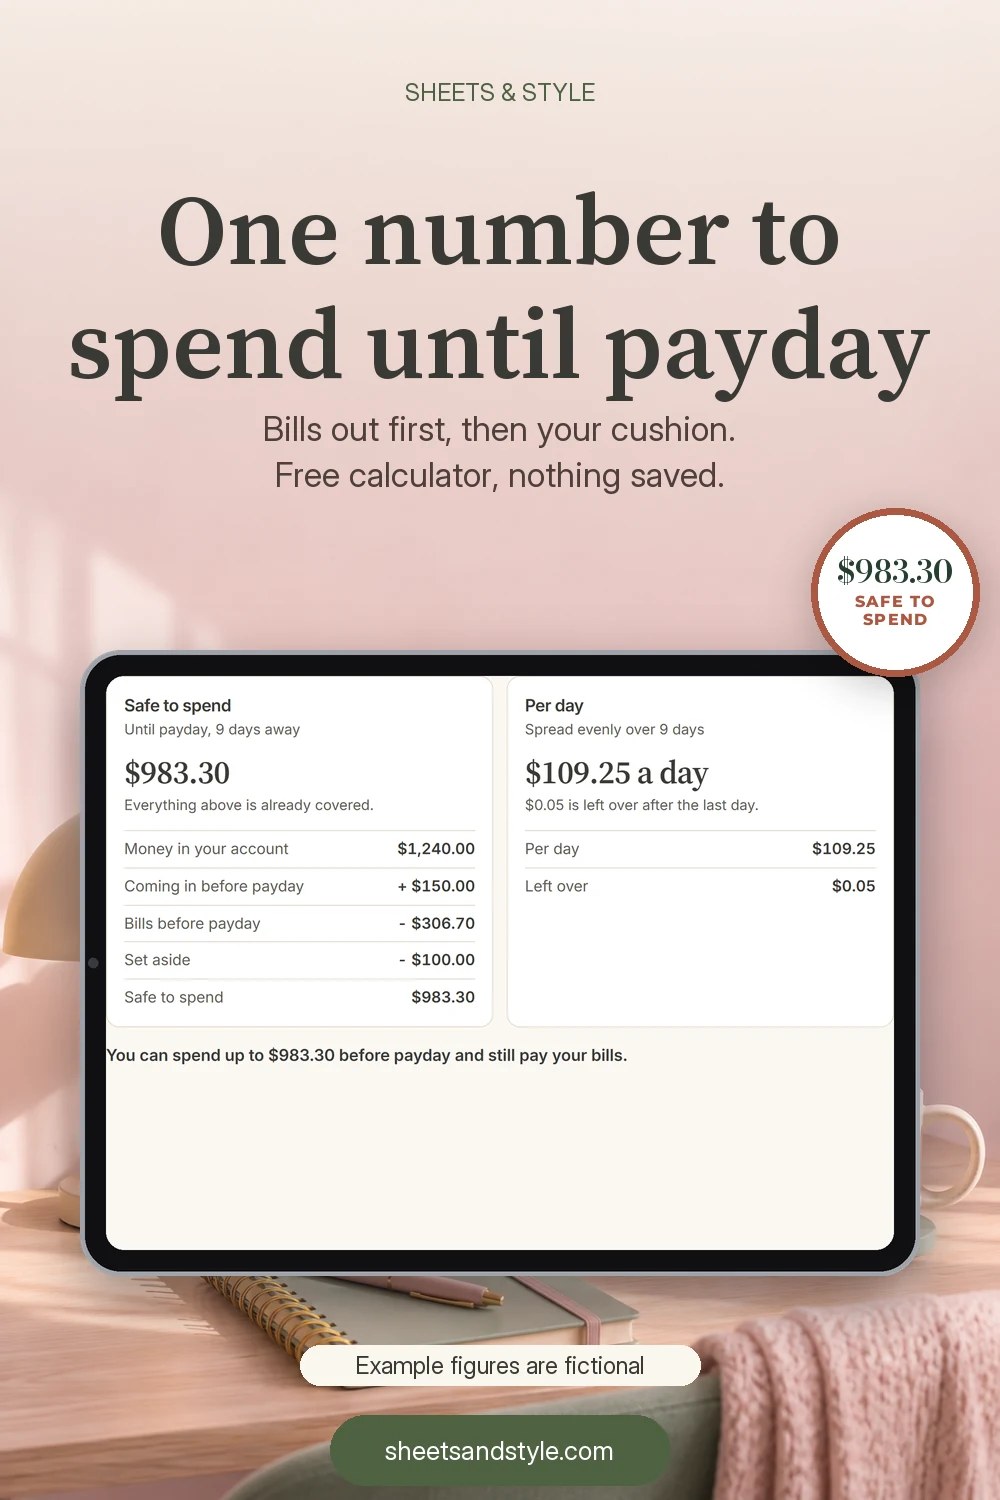 SHEETS & STYLE
One number to
spend until payday
Bills out first, then your cushion.
Free calculator, nothing saved.
$983.30
SAFE TO
SPEND
Safe to spend
Until payday, 9 days away
$983.30
Everything above is already covered.
Money in your account $1,240.00
Coming in before payday + $150.00
Bills before payday - $306.70
Set aside - $100.00
Safe to spend $983.30
Per day
Spread evenly over 9 days
$109.25 a day
$0.05 is left over after the last day.
Per day $109.25
Left over $0.05
You can spend up to $983.30 before payday and still pay your bills.
Example figures are fictional
sheetsandstyle.com